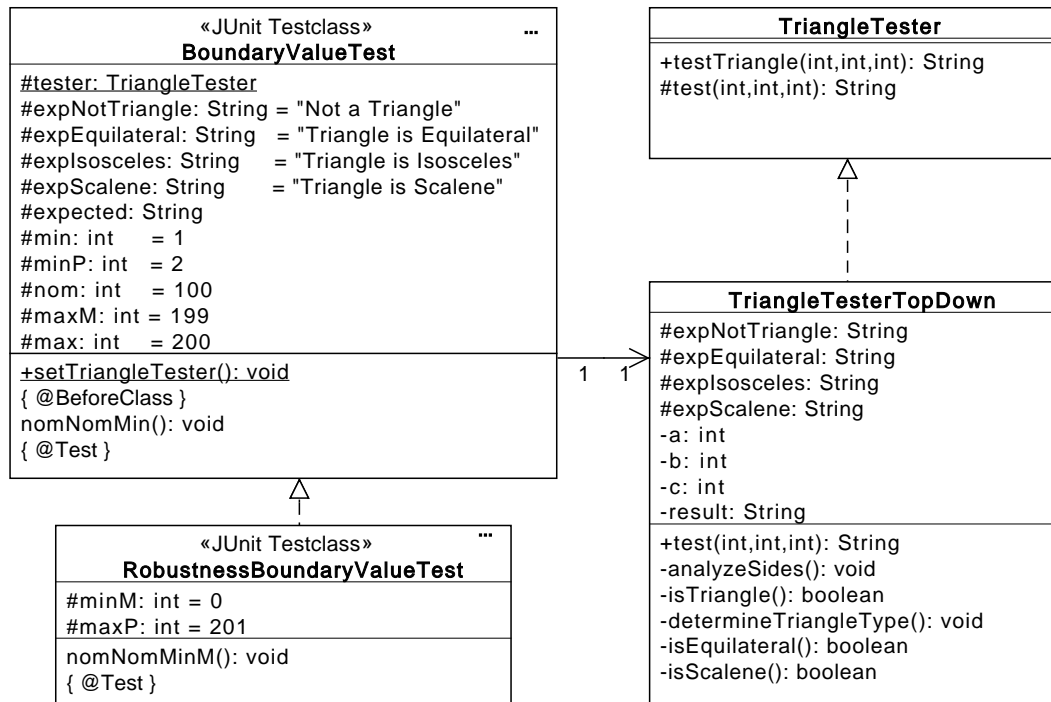 «JUnit Testclass» ...
BoundaryValueTest
#tester: TriangleTester
#expNotTriangle: String = "Not a Triangle"
#expEquilateral: String = "Triangle is Equilateral"
#expIsosceles: String = "Triangle is Isosceles"
#expScalene: String = "Triangle is Scalene"
#expected: String
#min: int = 1
#minP: int = 2
#nom: int = 100
#maxM: int = 199
#max: int = 200
+setTriangleTester(): void
{ @BeforeClass }
nomNomMin(): void
{ @Test }
1 1
«JUnit Testclass» ...
RobustnessBoundaryValueTest
#minM: int = 0
#maxP: int = 201
nomNomMinM(): void
{ @Test }
TriangleTester
+testTriangle(int,int,int): String
#test(int,int,int): String
TriangleTesterTopDown
#expNotTriangle: String
#expEquilateral: String
#expIsosceles: String
#expScalene: String
-a: int
-b: int
-c: int
-result: String
+test(int,int,int): String
-analyzeSides(): void
-isTriangle(): boolean
-determineTriangleType(): void
-isEquilateral(): boolean
-isScalene(): boolean